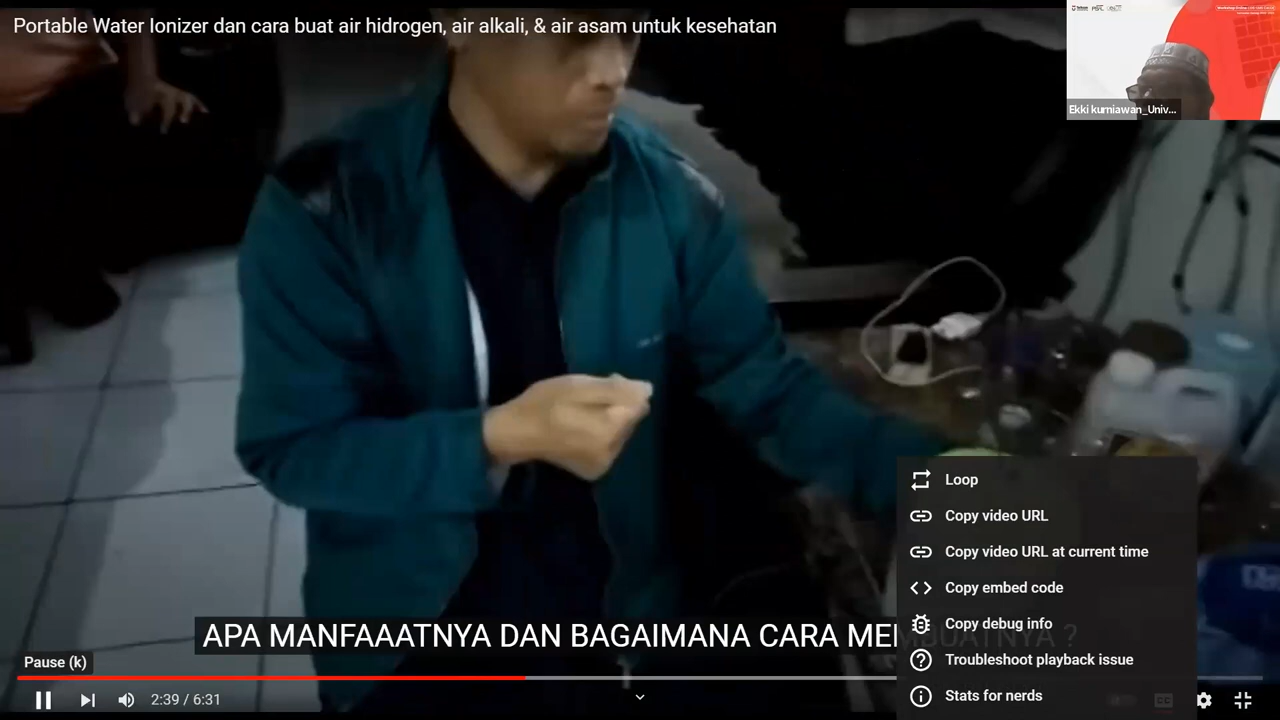 Portable Water Ionizer dan cara buat air hidrogen, air alkali, & air asam untuk kesehatan
Ekki kurniawan_Univ...
Loop
Copy video URL
Copy video URL at current time
Copy embed code
Copy debug info
Troubleshoot playback issue
Stats for nerds
APA MANFAAATNYA DAN BAGAIMANA CARA MEMBUATNYA ?
Pause (k)
2:39 / 6:31